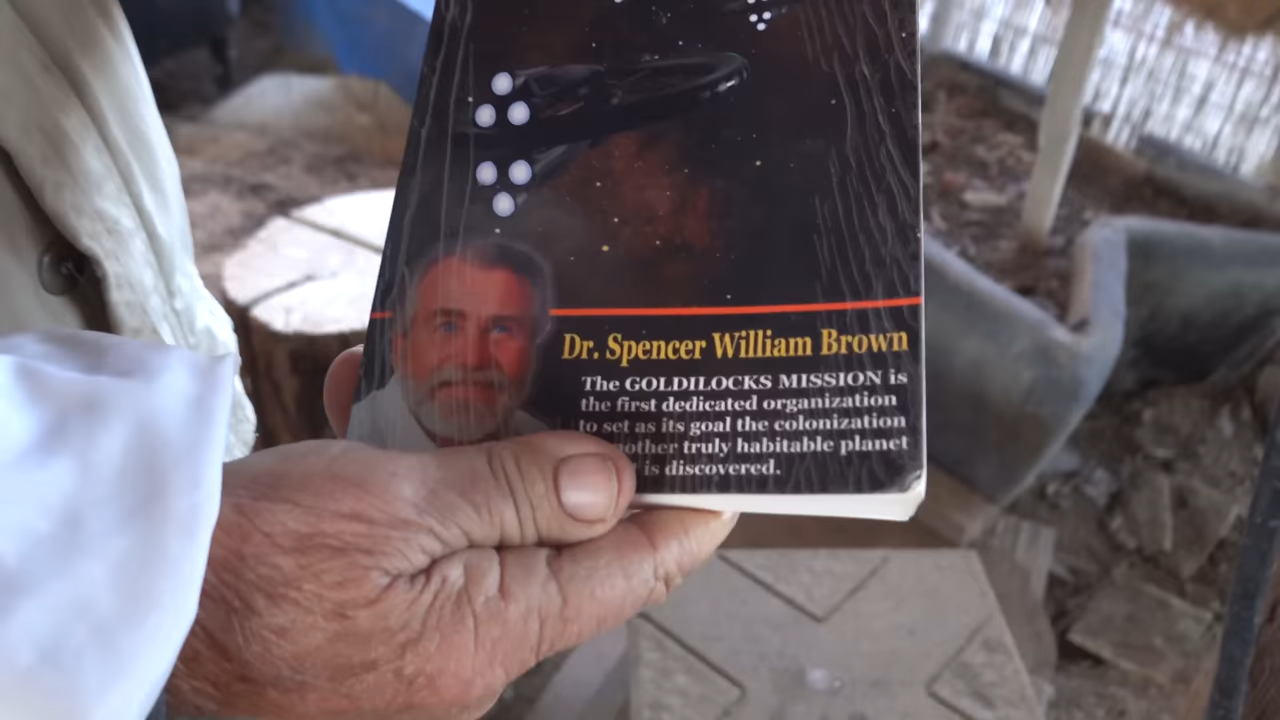 Dr. Spencer William Brown
The GOLDILOCKS MISSION is
the first dedicated organization
to set as its goal the colonization
other truly habitable planet
is discovered.